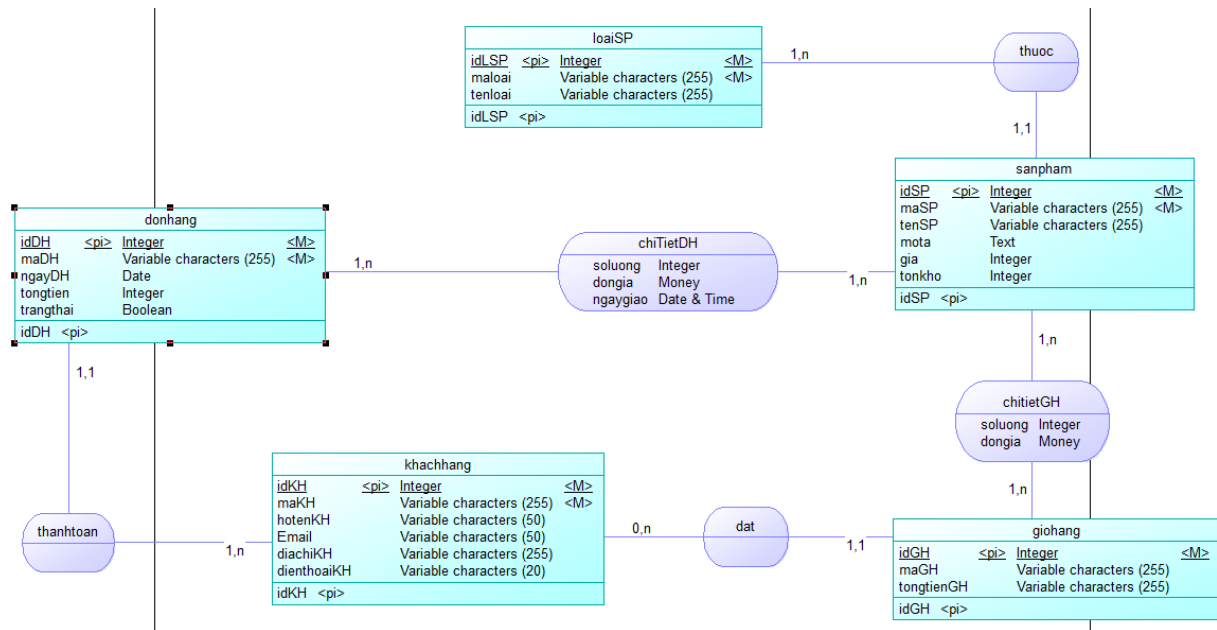 loaiSP
idLSP <pi> Integer <M>
maloai Variable characters (255) <M>
tenloai Variable characters (255)
idLSP <pi>
1,n
thuoc
1,1
sanpham
idSP <pi> Integer <M>
maSP Variable characters (255) <M>
tenSP Variable characters (255)
mota Text
gia Integer
tonkho Integer
idSP <pi>
donhang
idDH <pi> Integer <M>
maDH Variable characters (255) <M>
ngayDH Date
tongtien Integer
trangthai Boolean
idDH <pi>
1,n
chiTietDH
soluong Integer
dongia Money
ngaygiao Date & Time
1,n
1,1
1,n
chitietGH
soluong Integer
dongia Money
1,n
khachhang
idKH <pi> Integer <M>
maKH Variable characters (255) <M>
hotenKH Variable characters (50)
Email Variable characters (50)
diachiKH Variable characters (255)
dienthoaiKH Variable characters (20)
idKH <pi>
thanhtoan
1,n
0,n
dat
1,1
giohang
idGH <pi> Integer <M>
maGH Variable characters (255)
tongtienGH Variable characters (255)
idGH <pi>